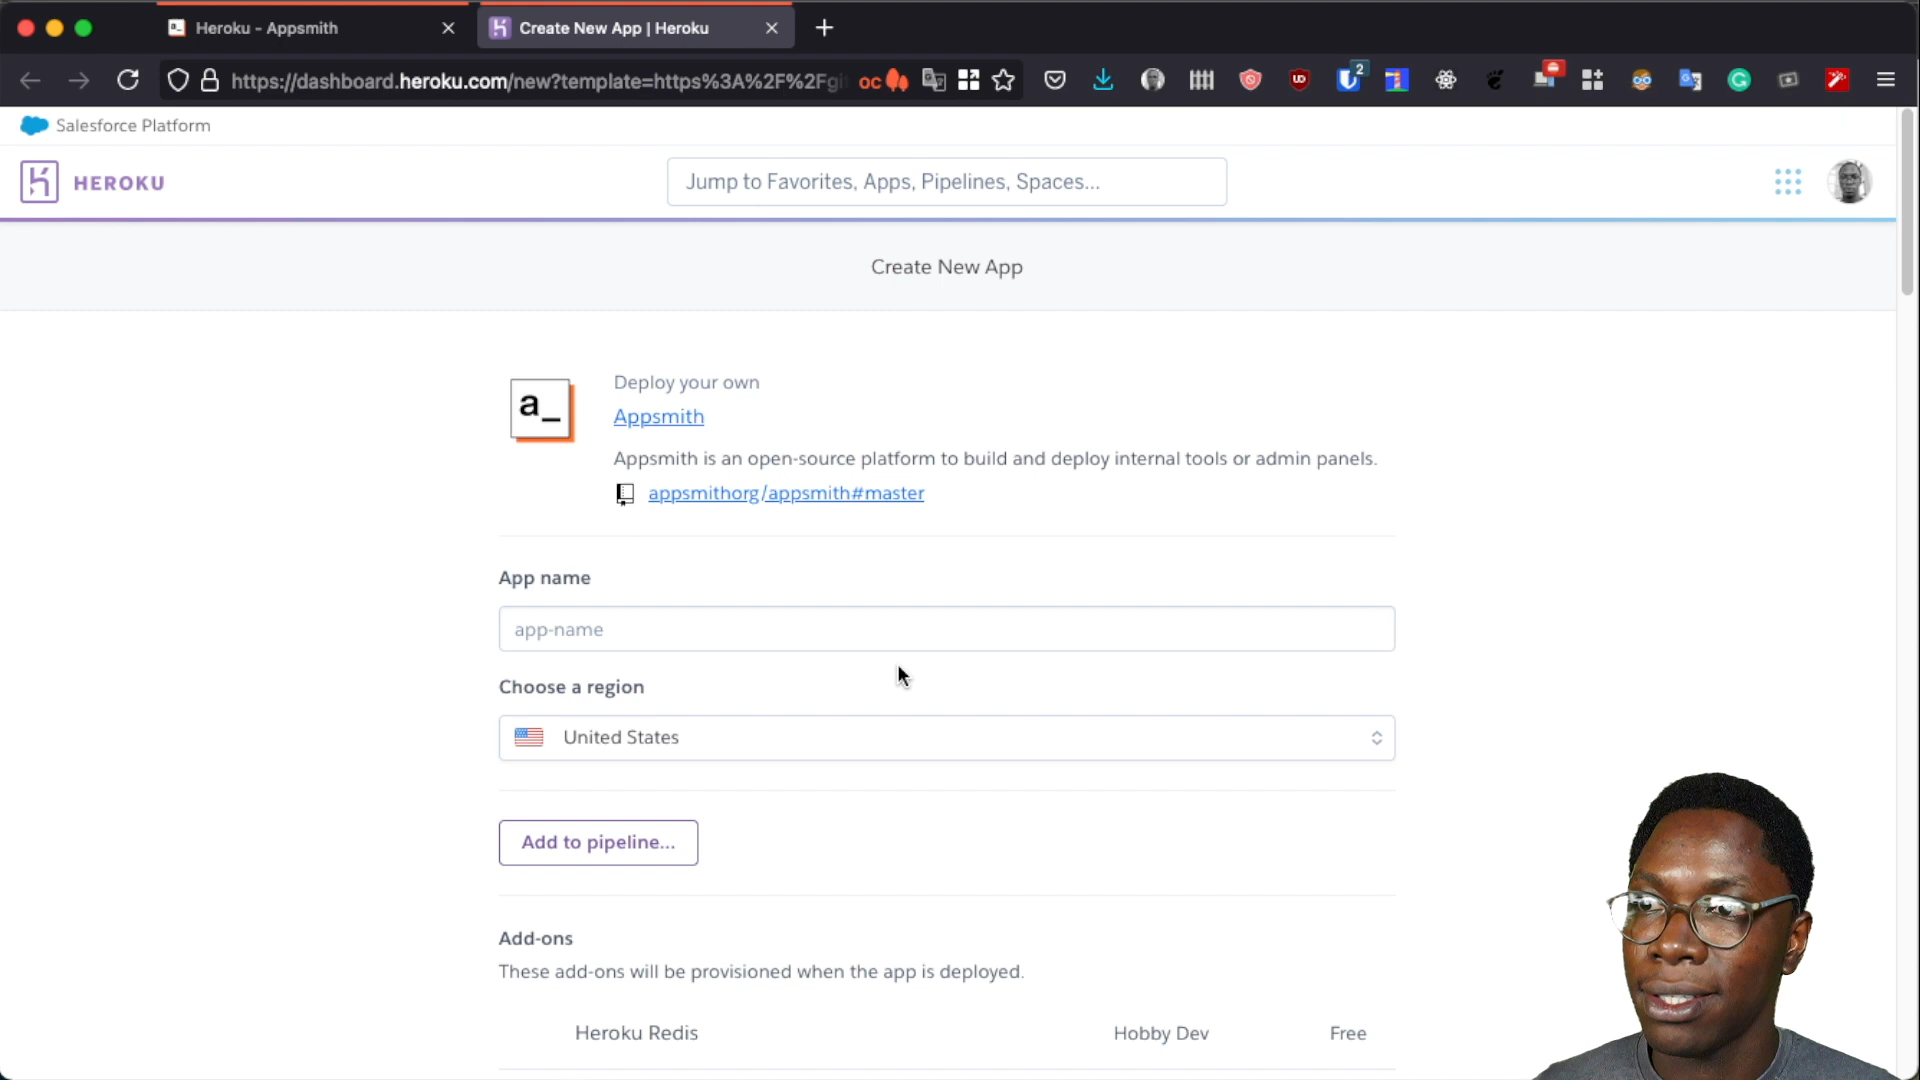 Heroku - Appsmith
Create New App | Heroku
https://dashboard.heroku.com/new?template=https%3A%2F%2Fgi
oc
2
Salesforce Platform
HEROKU
Jump to Favorites, Apps, Pipelines, Spaces...
Create New App
a_
Deploy your own
Appsmith
Appsmith is an open-source platform to build and deploy internal tools or admin panels.
appsmithorg/appsmith#master
App name
app-name
Choose a region
United States
Add to pipeline...
Add-ons
These add-ons will be provisioned when the app is deployed.
Heroku Redis
Hobby Dev
Free